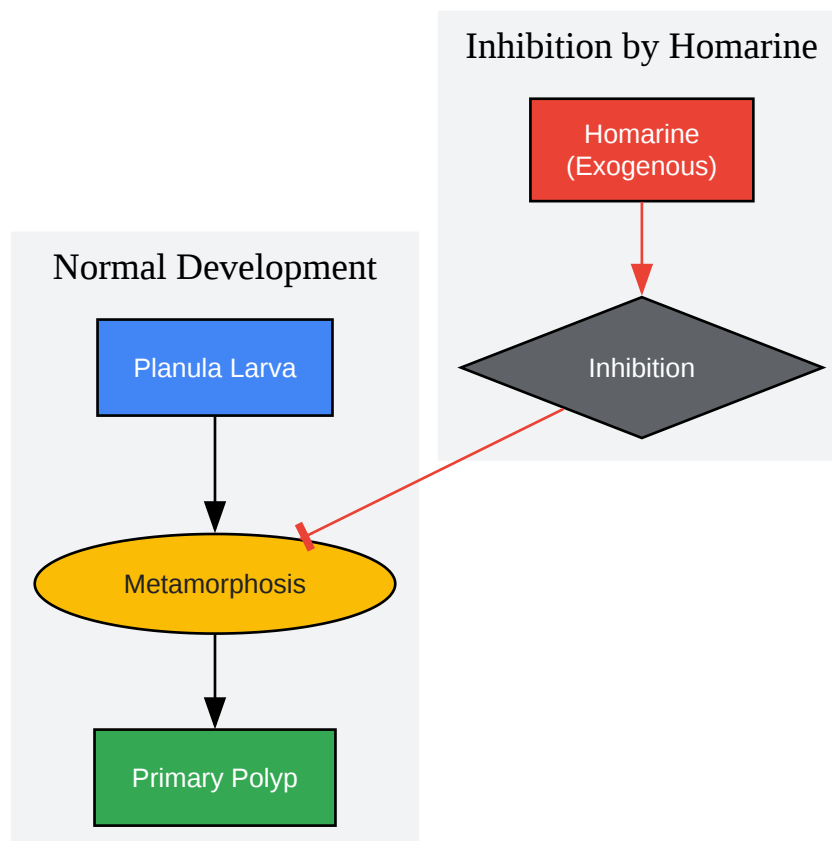 Inhibition by Homarine
Homarine
(Exogenous)
Inhibition
Normal Development
Planula Larva
Metamorphosis
Primary Polyp